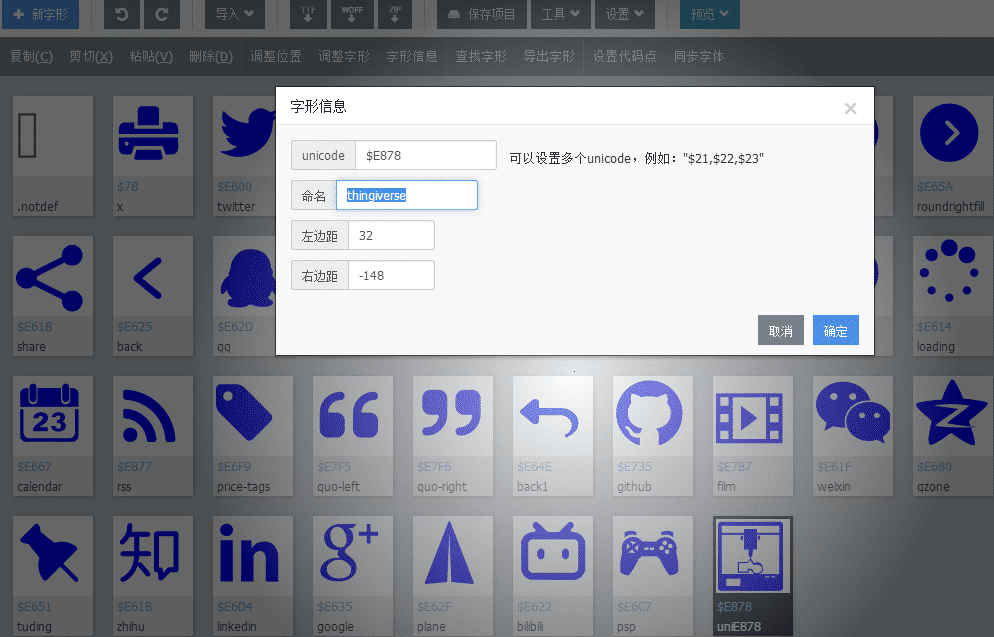 新字形 导入 TTF WOFF ZIP 保存项目 工具 设置 预览
复制(C) 剪切(X) 粘贴(V) 删除(D) 调整位置 调整字形 字形信息 查找字形 导出字形 设置代码点 同步字体
字形信息 ×
unicode $E878 可以设置多个unicode，例如："$21,$22,$23"
命名 thingiverse
左边距 32
右边距 -148
取消 确定
$78 $E600 $E65A
.notdef x twitter roundrightfill
$E618 $E625 $E62D $E614
share back qq loading
23
$E667 $E877 $E6F9 $E7F5 $E7F6 $E64E $E735 $E7B7 $E61F $E680
calendar rss price-tags quo-left quo-right back1 github film weixin qzone
知 in g+
$E651 $E61B $E6D4 $E635 $E62F $E622 $E6C7 $E878
tuding zhihu linkedin google plane bilibili psp uniE878